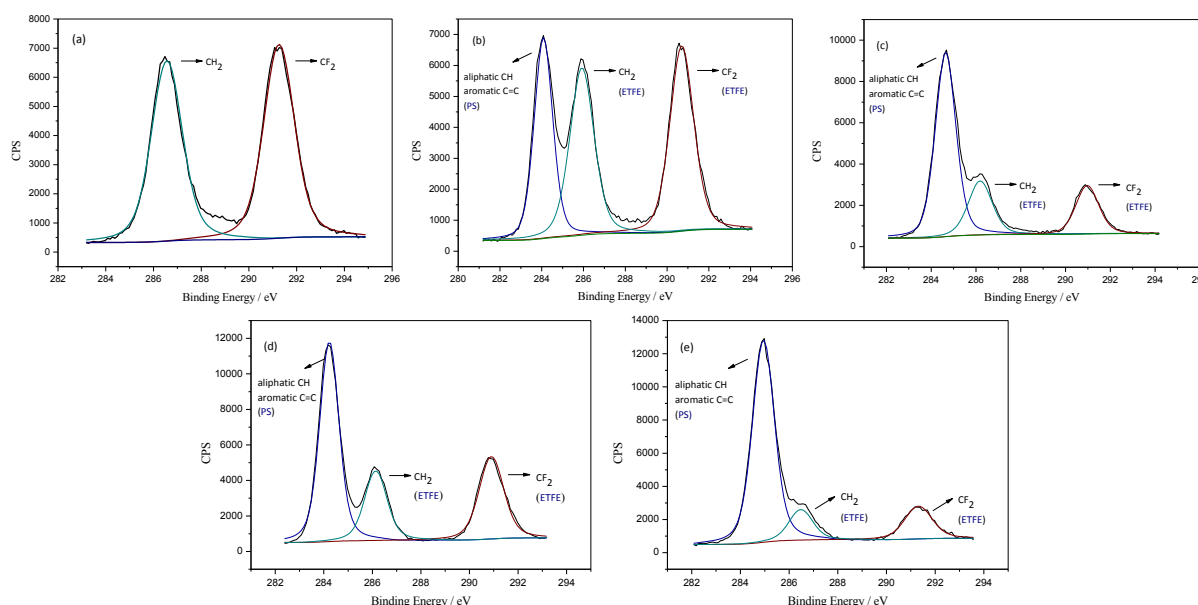 (a)
CH2
CF2
8000
7000
6000
5000
4000
3000
2000
1000
0
CPS
282 284 286 288 290 292 294 296
Binding Energy / eV
(b)
aliphatic CH
aromatic C=C
(PS)
CH2
(ETFE)
CF2
(ETFE)
7000
6000
5000
4000
3000
2000
1000
0
CPS
280 282 284 286 288 290 292 294 296
Binding Energy / eV
(c)
aliphatic CH
aromatic C=C
(PS)
CH2
(ETFE)
CF2
(ETFE)
10000
8000
6000
4000
2000
0
CPS
282 284 286 288 290 292 294
Binding Energy / eV
(d)
aliphatic CH
aromatic C=C
(PS)
CH2
(ETFE)
CF2
(ETFE)
12000
10000
8000
6000
4000
2000
0
CPS
282 284 286 288 290 292 294
Binding Energy / eV
(e)
aliphatic CH
aromatic C=C
(PS)
CH2
(ETFE)
CF2
(ETFE)
14000
12000
10000
8000
6000
4000
2000
0
CPS
282 284 286 288 290 292 294
Binding Energy / eV